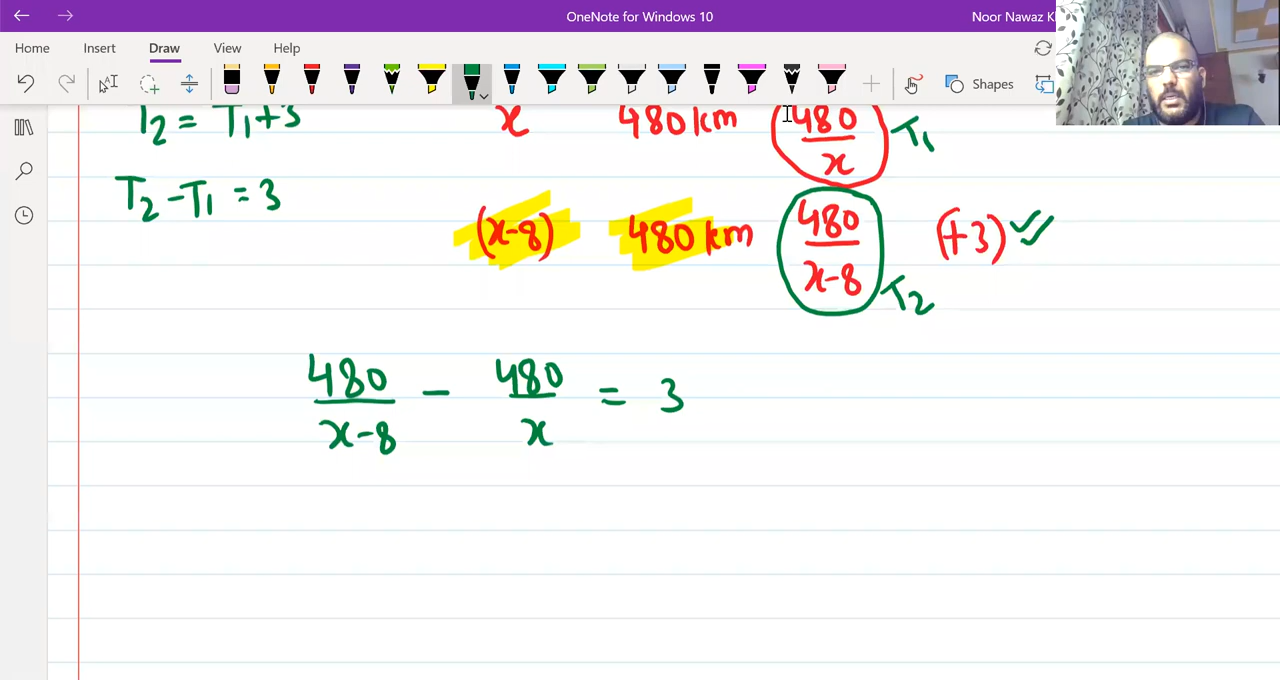 OneNote for Windows 10
Noor Nawaz K
Home Insert Draw View Help
Shapes
T₂ = T₁+3
x 480 km 480/x T₁
T₂ - T₁ = 3
(x-8) 480 km 480/x-8 T₂ (+3)
480/x-8 - 480/x = 3